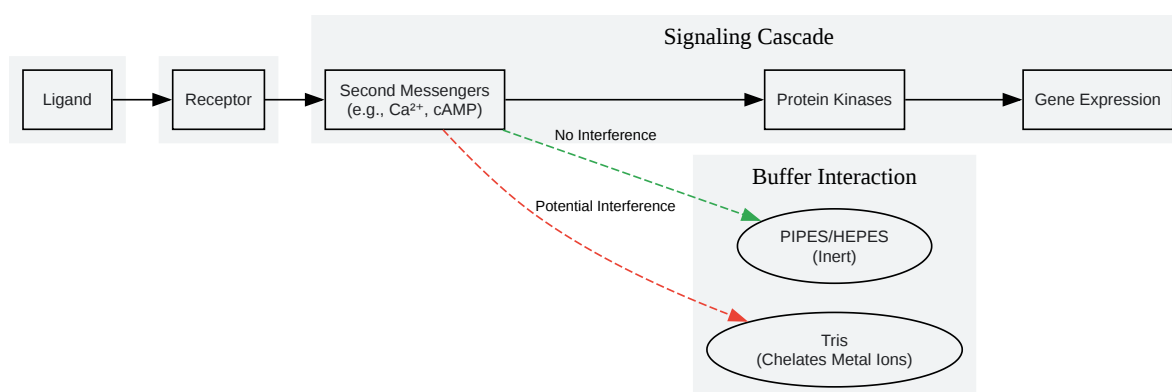 Signaling Cascade
Ligand
Receptor
Second Messengers
(e.g., Ca²⁺, cAMP)
Protein Kinases
Gene Expression
No Interference
Potential Interference
Buffer Interaction
PIPES/HEPES
(Inert)
Tris
(Chelates Metal Ions)